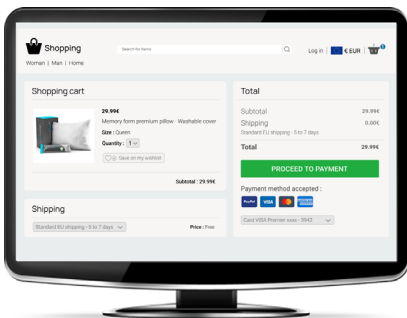 Shopping
Search for items
Log in | € EUR |
Woman | Man | Home
Shopping cart
29.99€
Memory form premium pillow - Washable cover
Size : Queen
Quantity : 1
Save on my wishlist
Subtotal : 29.99€
Shipping
Standard EU shipping - 5 to 7 days
Price : Free
Total
Subtotal 29.99€
Shipping 0.00€
Standard EU shipping - 5 to 7 days
Total 29.99€
PROCEED TO PAYMENT
Payment method accepted :
PayPal VISA
Card VISA Premier xxxx - 3942